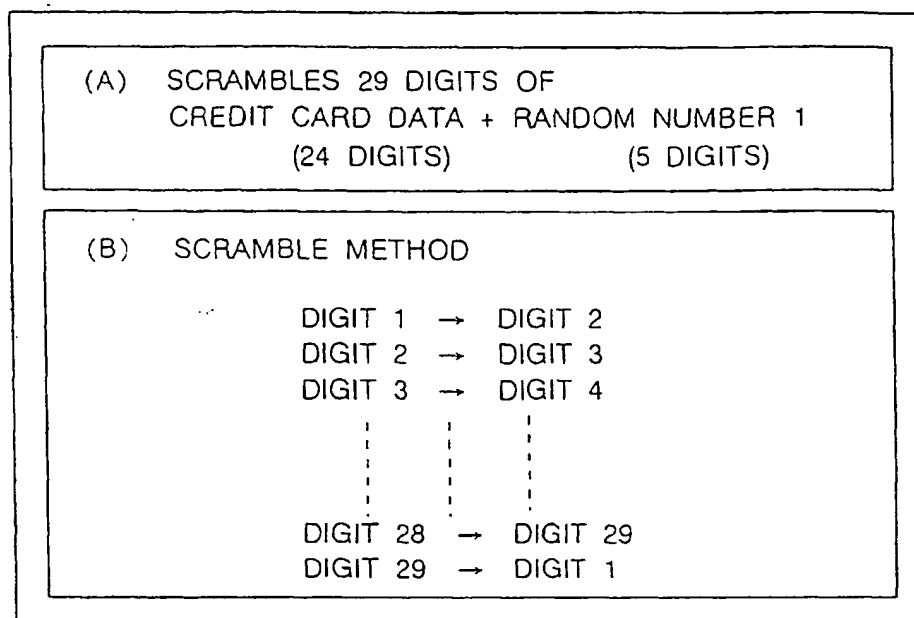 (A) SCRAMBLES 29 DIGITS OF
CREDIT CARD DATA + RANDOM NUMBER 1
(24 DIGITS) (5 DIGITS)
(B) SCRAMBLE METHOD
DIGIT 1 → DIGIT 2
DIGIT 2 → DIGIT 3
DIGIT 3 → DIGIT 4
DIGIT 28 → DIGIT 29
DIGIT 29 → DIGIT 1